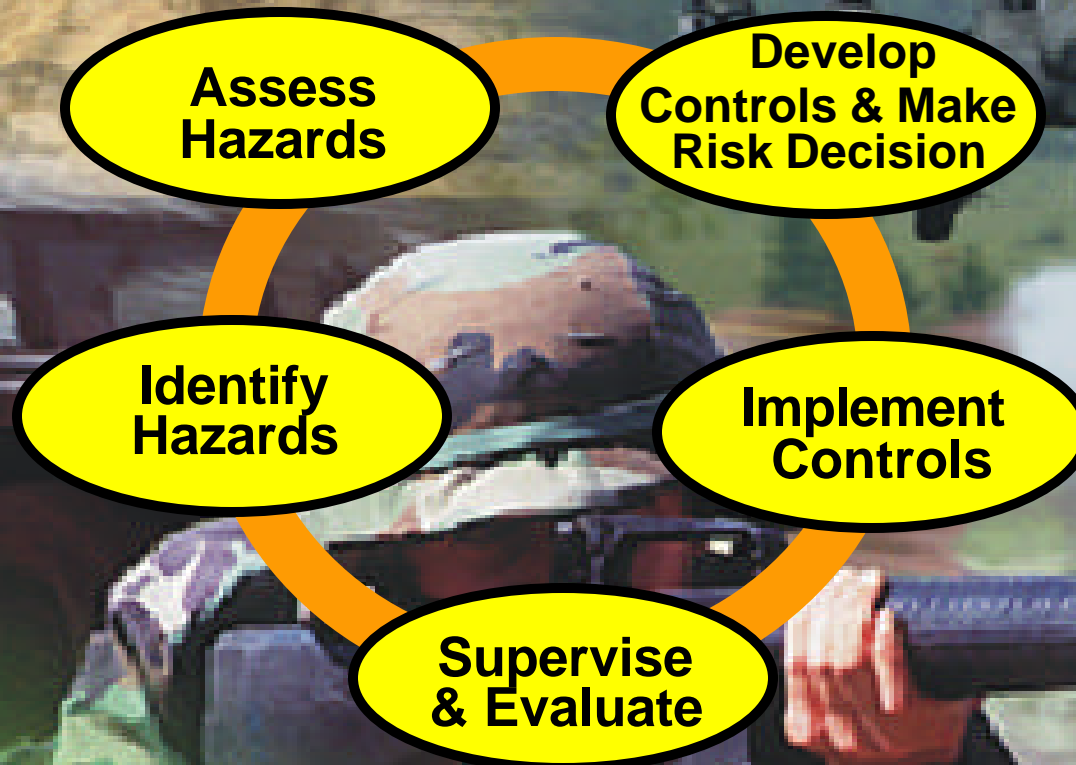 Assess
Hazards
Develop
Controls & Make
Risk Decision
Identify
Hazards
Implement
Controls
Supervise
& Evaluate